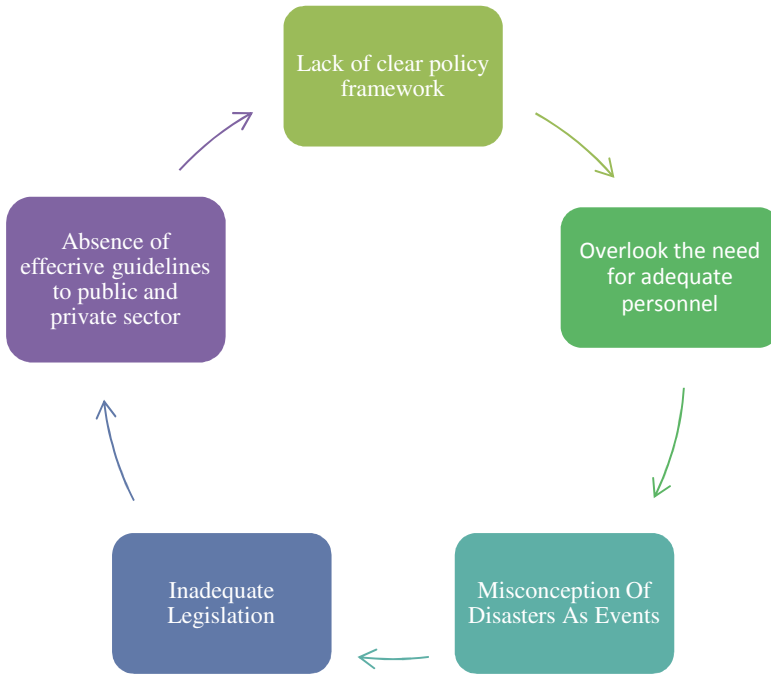 Lack of clear policy
framework
Overlook the need
for adequate
personnel
Misconception Of
Disasters As Events
Inadequate
Legislation
Absence of
effecrive guidelines
to public and
private sector